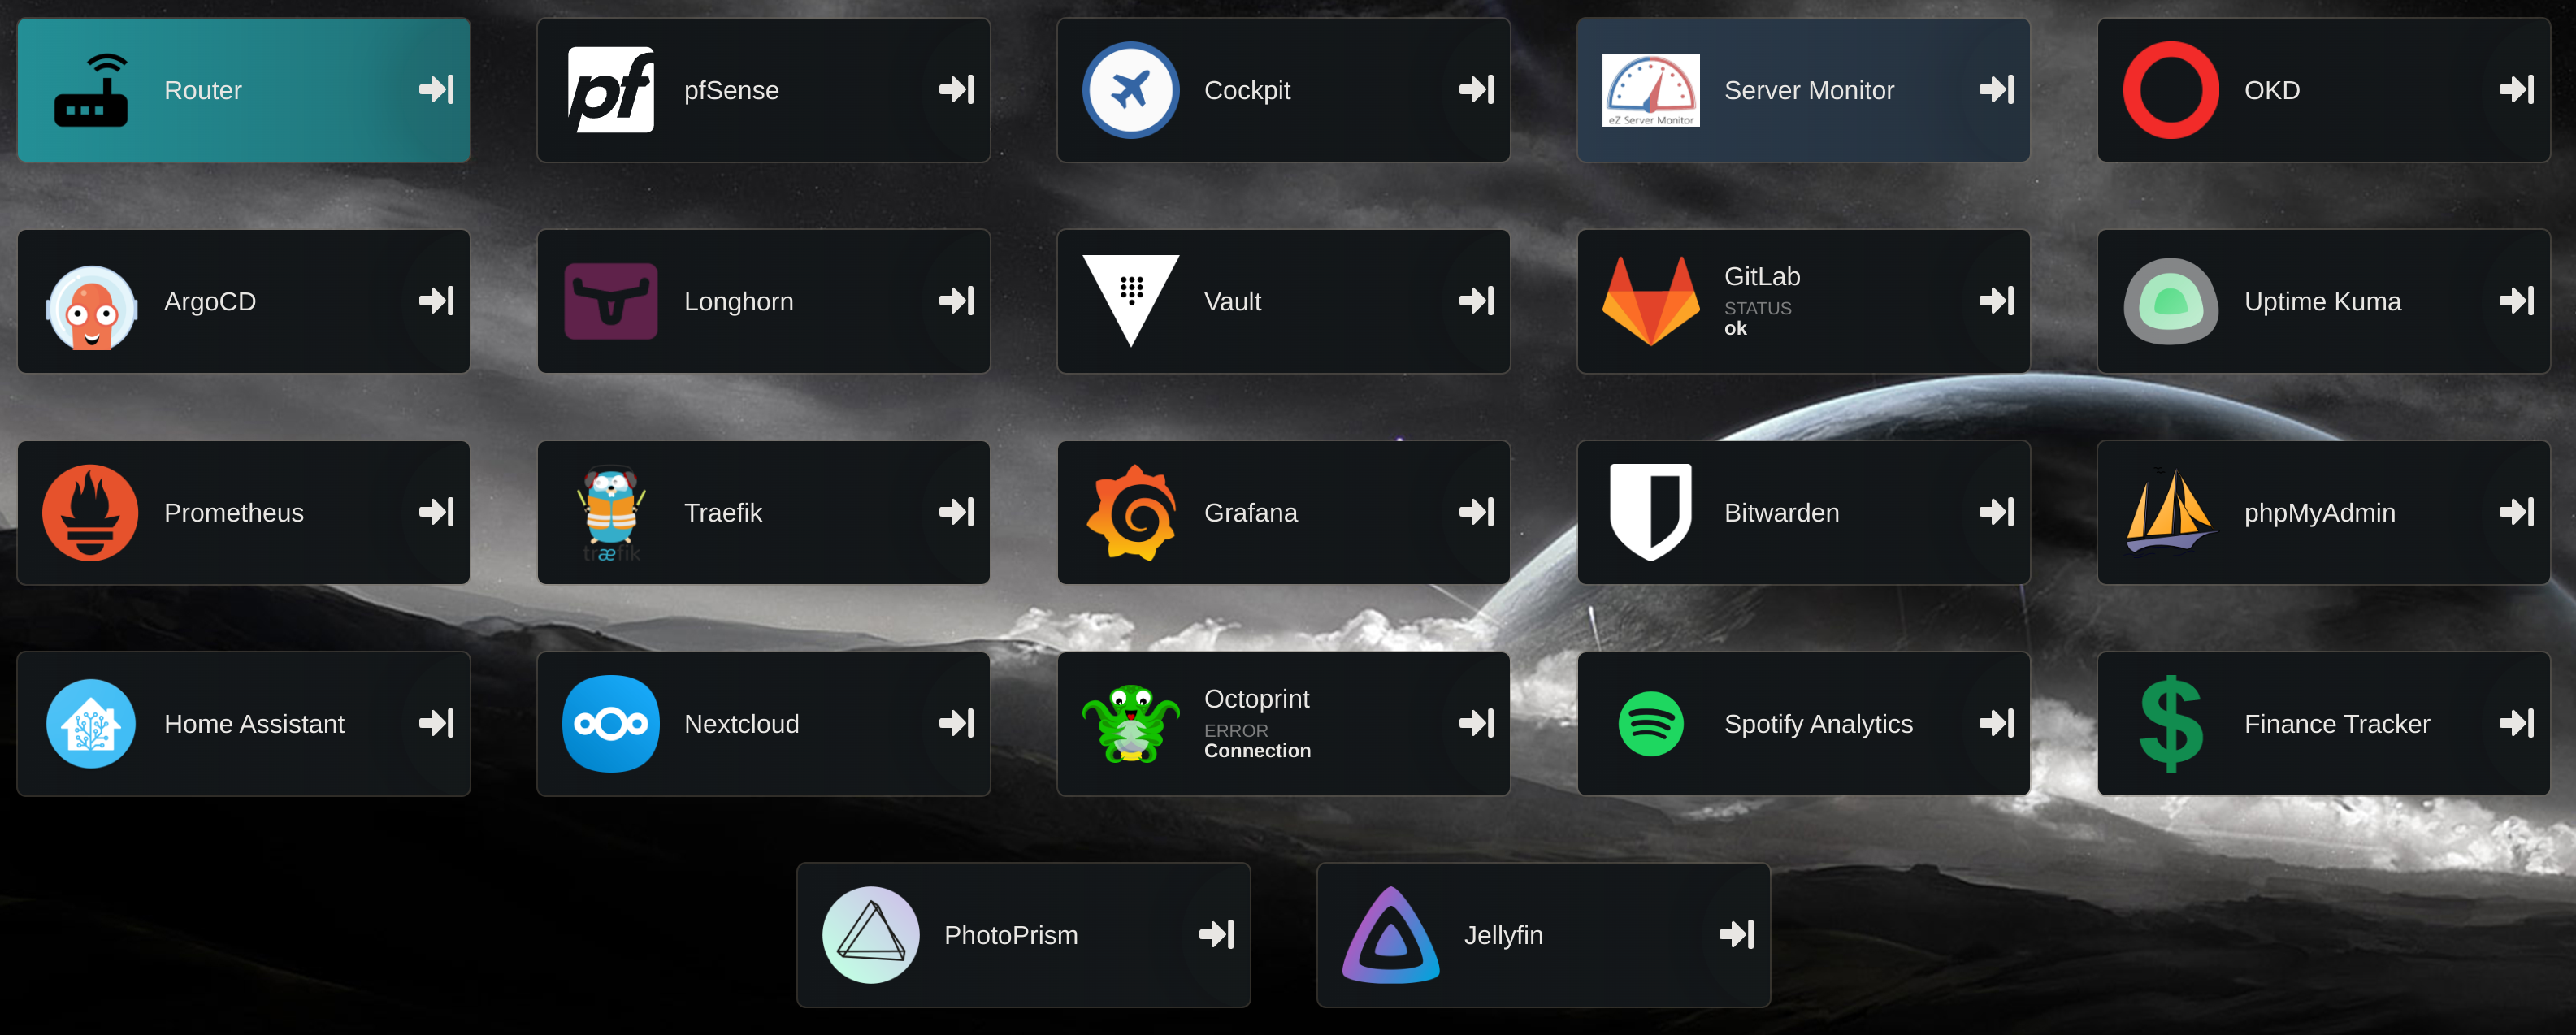 Router
pf
pfSense
Cockpit
eZ Server Monitor
Server Monitor
OKD
ArgoCD
Longhorn
Vault
GitLab
STATUS
ok
Uptime Kuma
Prometheus
træfik
Traefik
Grafana
Bitwarden
phpMyAdmin
Home Assistant
Nextcloud
Octoprint
ERROR
Connection
Spotify Analytics
$
Finance Tracker
PhotoPrism
Jellyfin